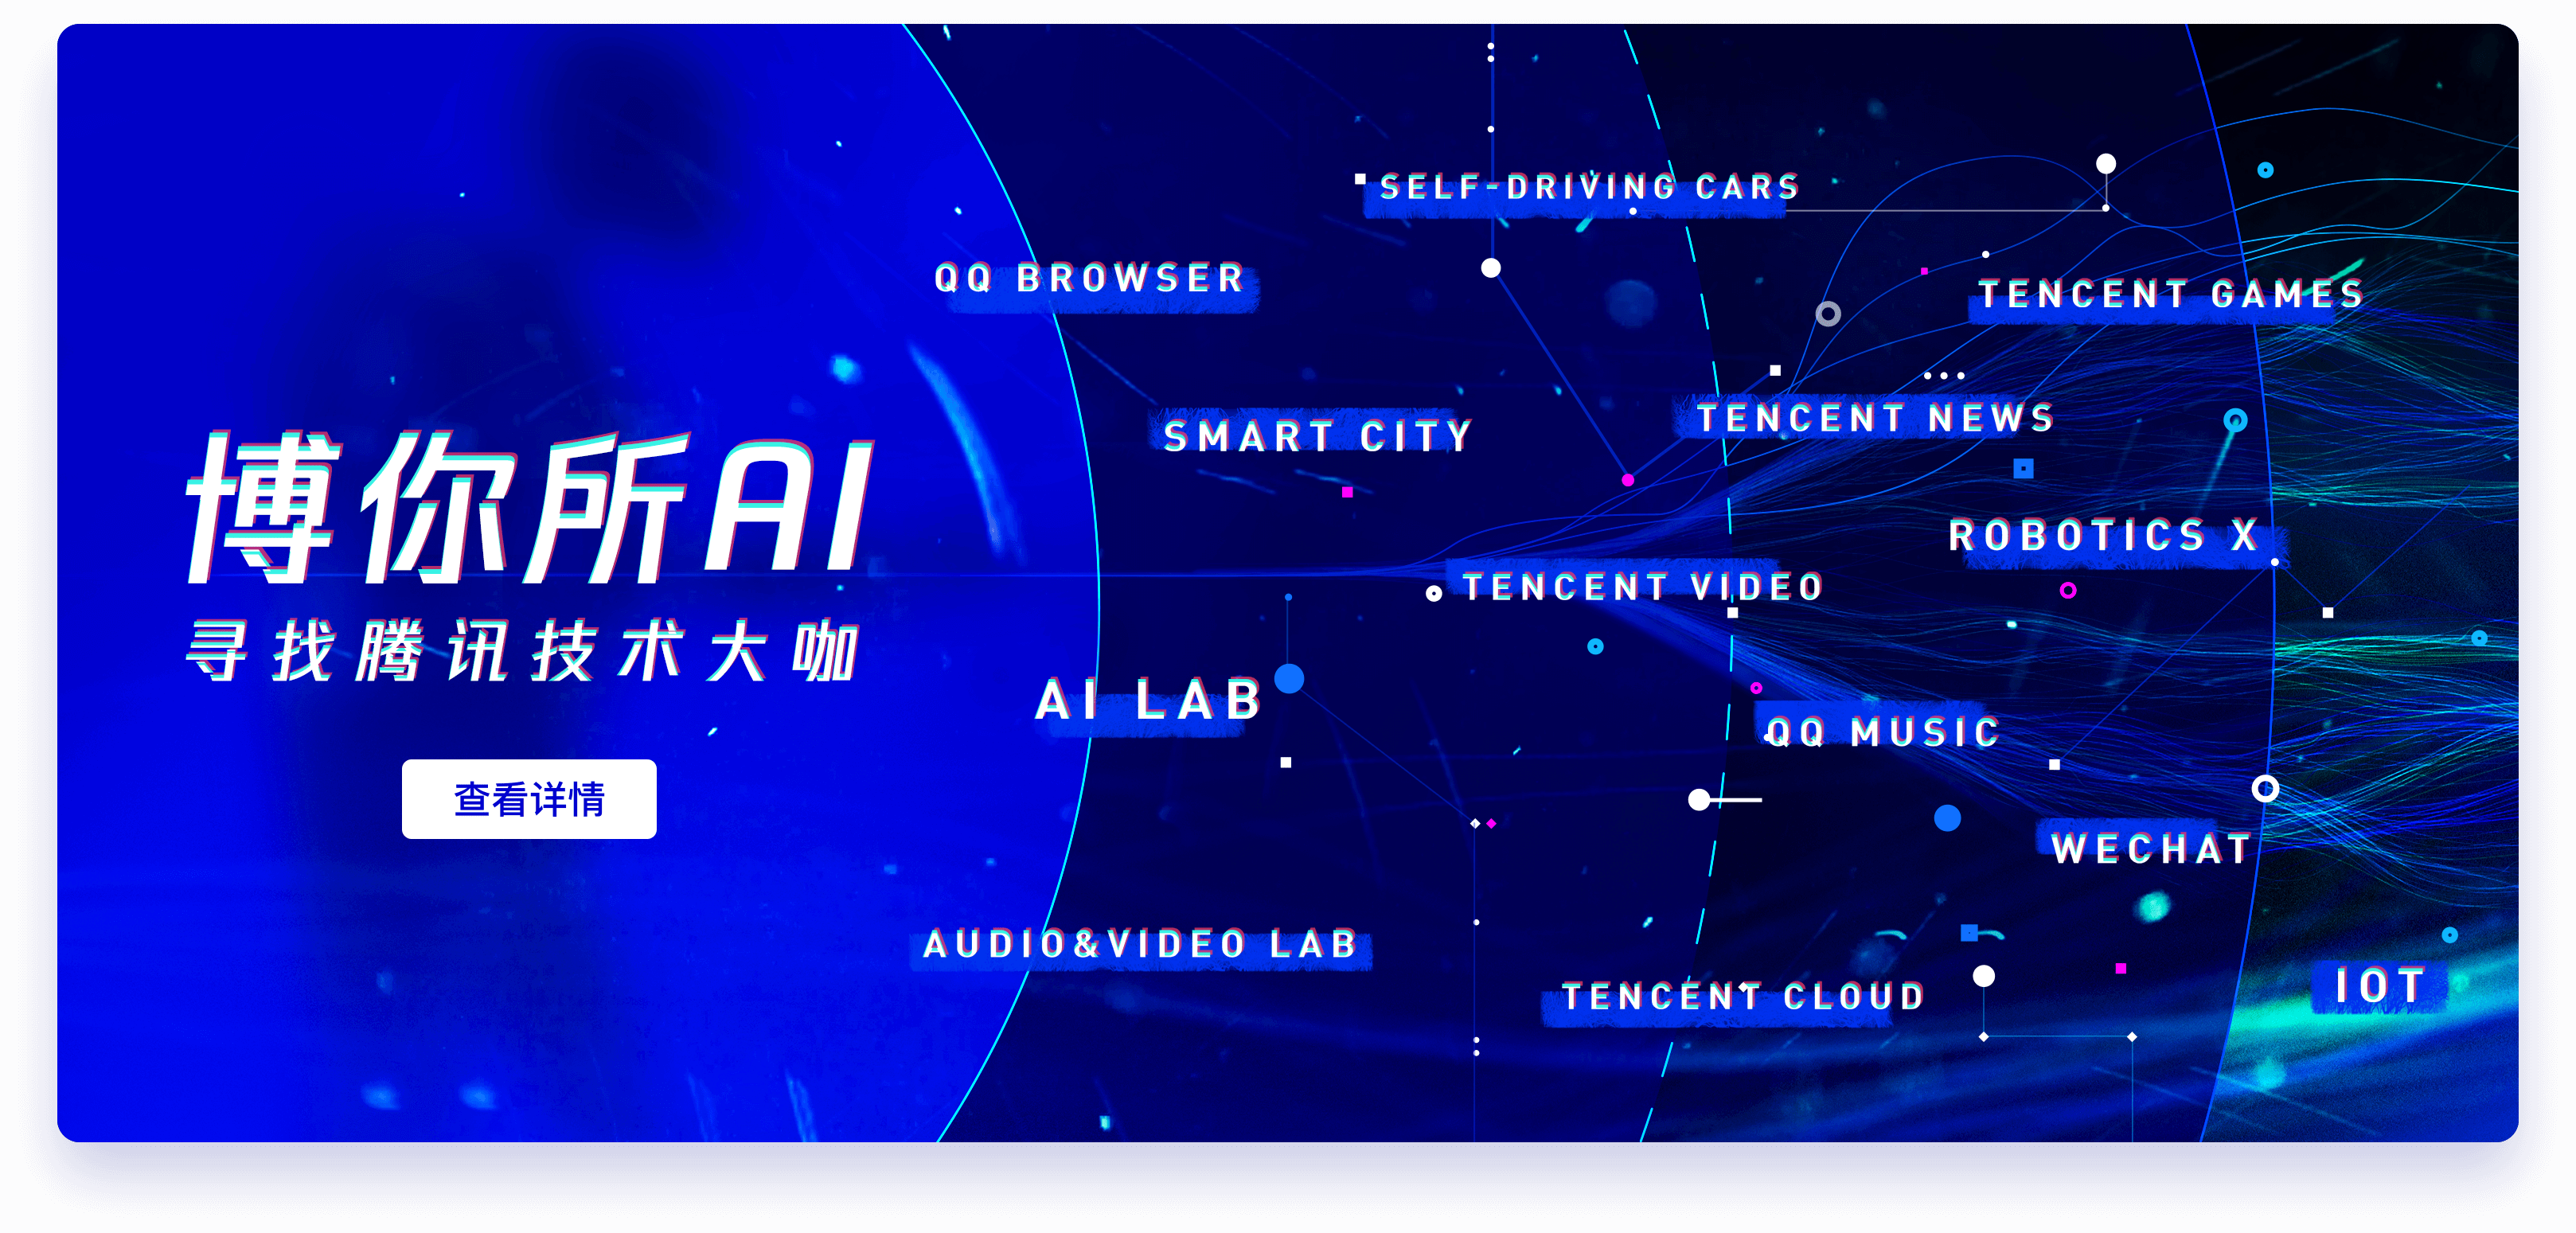 博你所AI
寻找腾讯技术大咖
查看详情
SELF-DRIVING CARS
QQ BROWSER
TENCENT GAMES
SMART CITY
TENCENT NEWS
ROBOTICS X
TENCENT VIDEO
AI LAB
QQ MUSIC
WECHAT
AUDIO&VIDEO LAB
TENCENT CLOUD
IOT